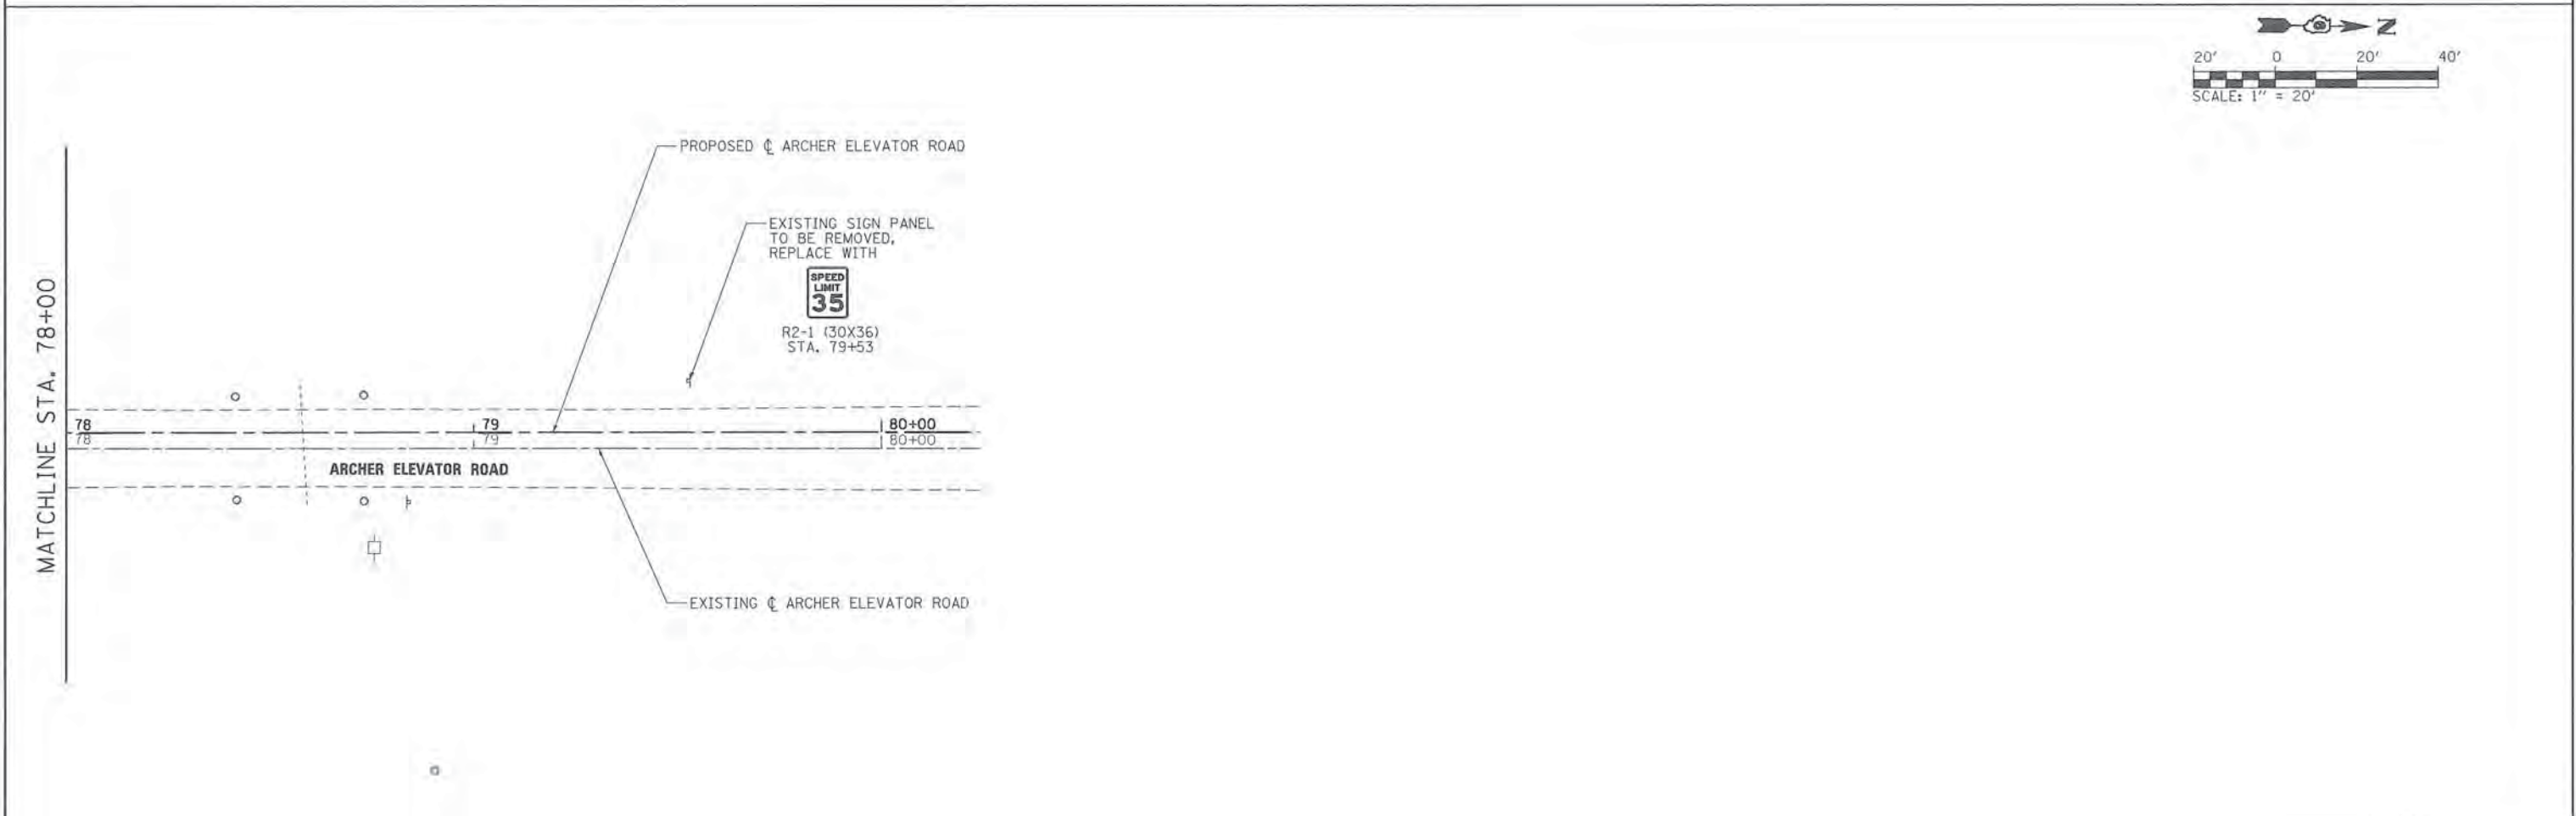 N
20' 0 20' 40'
SCALE: 1" = 20'
PROPOSED ℄ ARCHER ELEVATOR ROAD
EXISTING SIGN PANEL
TO BE REMOVED,
REPLACE WITH
SPEED
LIMIT
35
R2-1 (30X36)
STA. 79+53
MATCHLINE STA. 78+00
78 79 80+00
78 79 80+00
ARCHER ELEVATOR ROAD
EXISTING ℄ ARCHER ELEVATOR ROAD